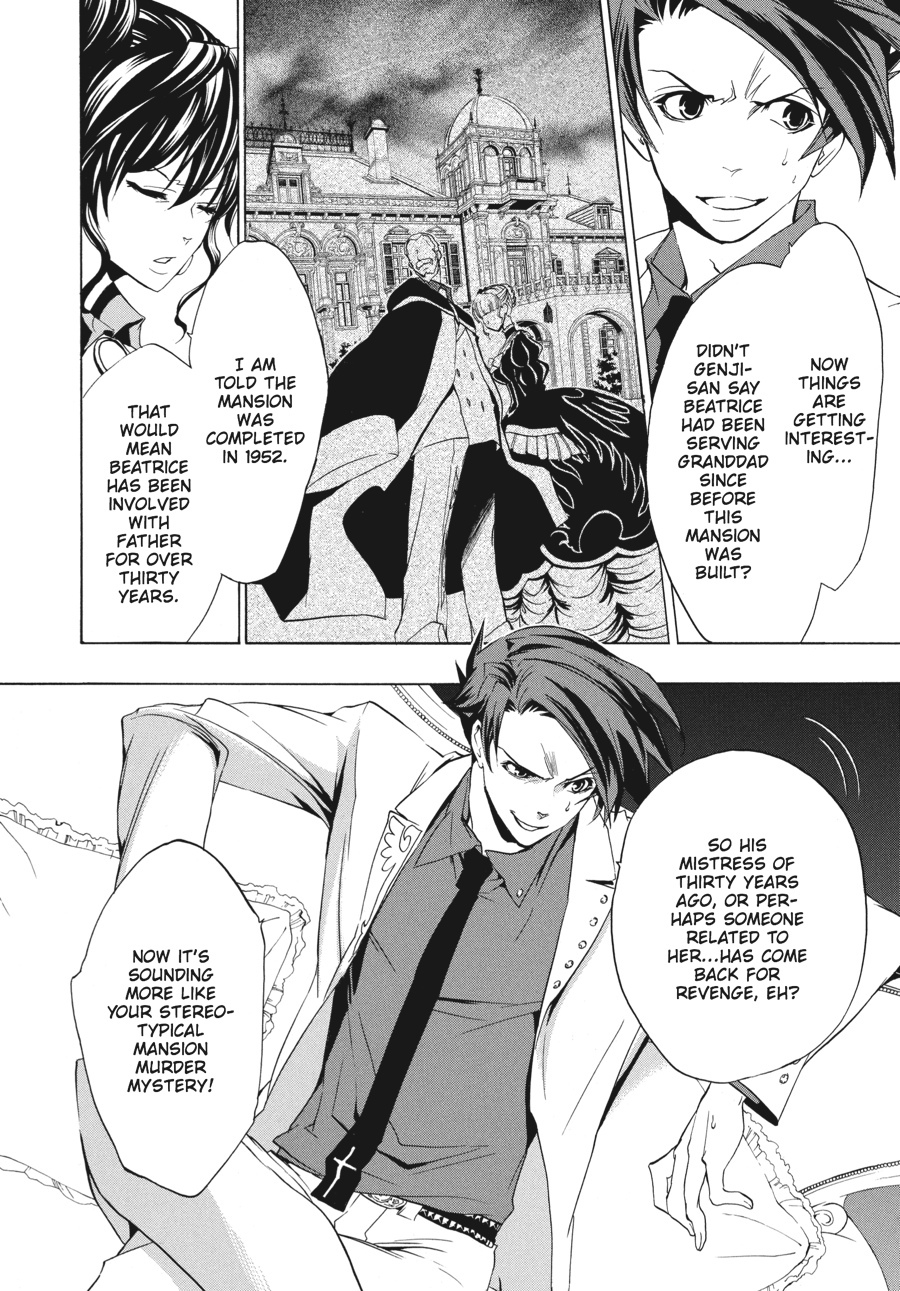 NOW
THINGS
ARE
GETTING
INTEREST-
ING...
DIDN'T
GENJI-
SAN SAY
BEATRICE
HAD BEEN
SERVING
GRANDDAD
SINCE
BEFORE
THIS
MANSION
WAS
BUILT?
I AM
TOLD THE
MANSION
WAS
COMPLETED
IN 1952.
THAT
WOULD
MEAN
BEATRICE
HAS BEEN
INVOLVED
WITH
FATHER
FOR OVER
THIRTY
YEARS.
SO HIS
MISTRESS OF
THIRTY YEARS
AGO, OR PER-
HAPS SOMEONE
RELATED TO
HER...HAS COME
BACK FOR
REVENGE, EH?
NOW IT'S
SOUNDING
MORE LIKE
YOUR STEREO-
TYPICAL
MANSION
MURDER
MYSTERY!